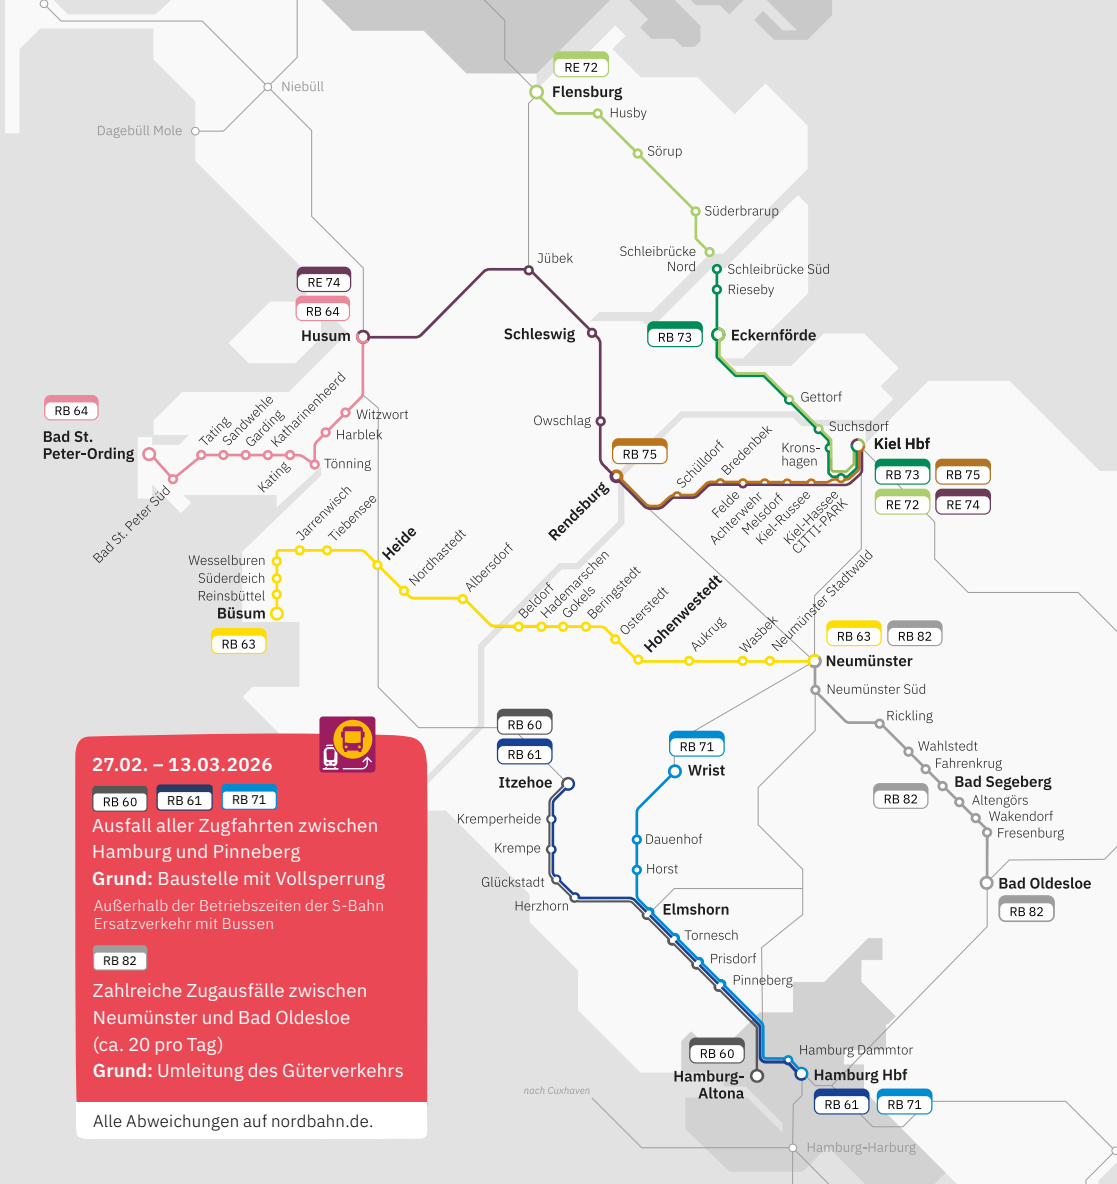 RE 72
Flensburg
Niebüll
Husby
Dagebüll Mole
Sörup
Süderbrarup
Schleibrücke
Nord
Jübek
Schleibrücke Süd
RE 74
Rieseby
RB 64
Husum
Schleswig
RB 73
Eckernförde
Gettorf
RB 64
Bad St.
Peter-Ording
Tating
Sandwehle
Garding
Katharinenheerd
Witzwort
Harblek
Tönning
Kating
Bad St. Peter Süd
Owschlag
Suchsdorf
Krons-
hagen
Kiel Hbf
RB 75
RB 73
RB 75
RE 72
RE 74
Rendsburg
Schülldorf
Bredenbek
Felde
Achterwehr
Melsdorf
Kiel-Russee
Kiel-Hassee
CITTI-PARK
Jarrenwisch
Tiebensee
Heide
Nordhastedt
Albersdorf
Wesselburen
Süderdeich
Reinsbüttel
Büsum
RB 63
Beldorf
Hademarschen
Gokels
Beringstedt
Osterstedt
Hohenwestedt
Aukrug
Wasbek
Neumünster Stadtwald
RB 63
RB 82
Neumünster
Neumünster Süd
Rickling
Wahlstedt
Fahrenkrug
Bad Segeberg
RB 82
Altengörs
Wakendorf
Fresenburg
Bad Oldesloe
RB 82
RB 60
RB 61
Itzehoe
RB 71
Wrist
Kremperheide
Krempe
Glückstadt
Herzhorn
Dauenhof
Horst
Elmshorn
Tornesch
Prisdorf
Pinneberg
RB 60
Hamburg-
Altona
Hamburg Dammtor
Hamburg Hbf
RB 61
RB 71
nach Cuxhaven
Hamburg-Harburg
27.02. – 13.03.2026
RB 60
RB 61
RB 71
Ausfall aller Zugfahrten zwischen
Hamburg und Pinneberg
Grund: Baustelle mit Vollsperrung
Außerhalb der Betriebszeiten der S-Bahn
Ersatzverkehr mit Bussen
RB 82
Zahlreiche Zugausfälle zwischen
Neumünster und Bad Oldesloe
(ca. 20 pro Tag)
Grund: Umleitung des Güterverkehrs
Alle Abweichungen auf nordbahn.de.